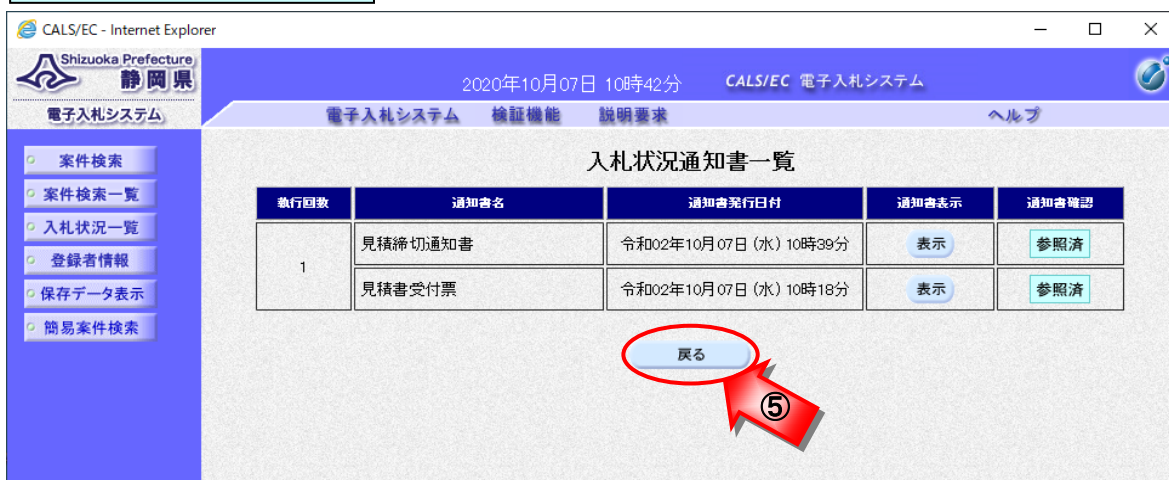 CALS/EC - Internet Explorer
Shizuoka Prefecture
静岡県
電子入札システム
2020年10月07日 10時42分 CALS/EC 電子入札システム
電子入札システム 検証機能 説明要求 ヘルプ
案件検索
案件検索一覧
入札状況一覧
登録者情報
保存データ表示
簡易案件検索
入札状況通知書一覧
執行回数 通知書名 通知書発行日付 通知書表示 通知書確認
1
見積締切通知書 令和02年10月07日 (水) 10時39分 表示 参照済
見積書受付票 令和02年10月07日 (水) 10時18分 表示 参照済
戻る
⑤